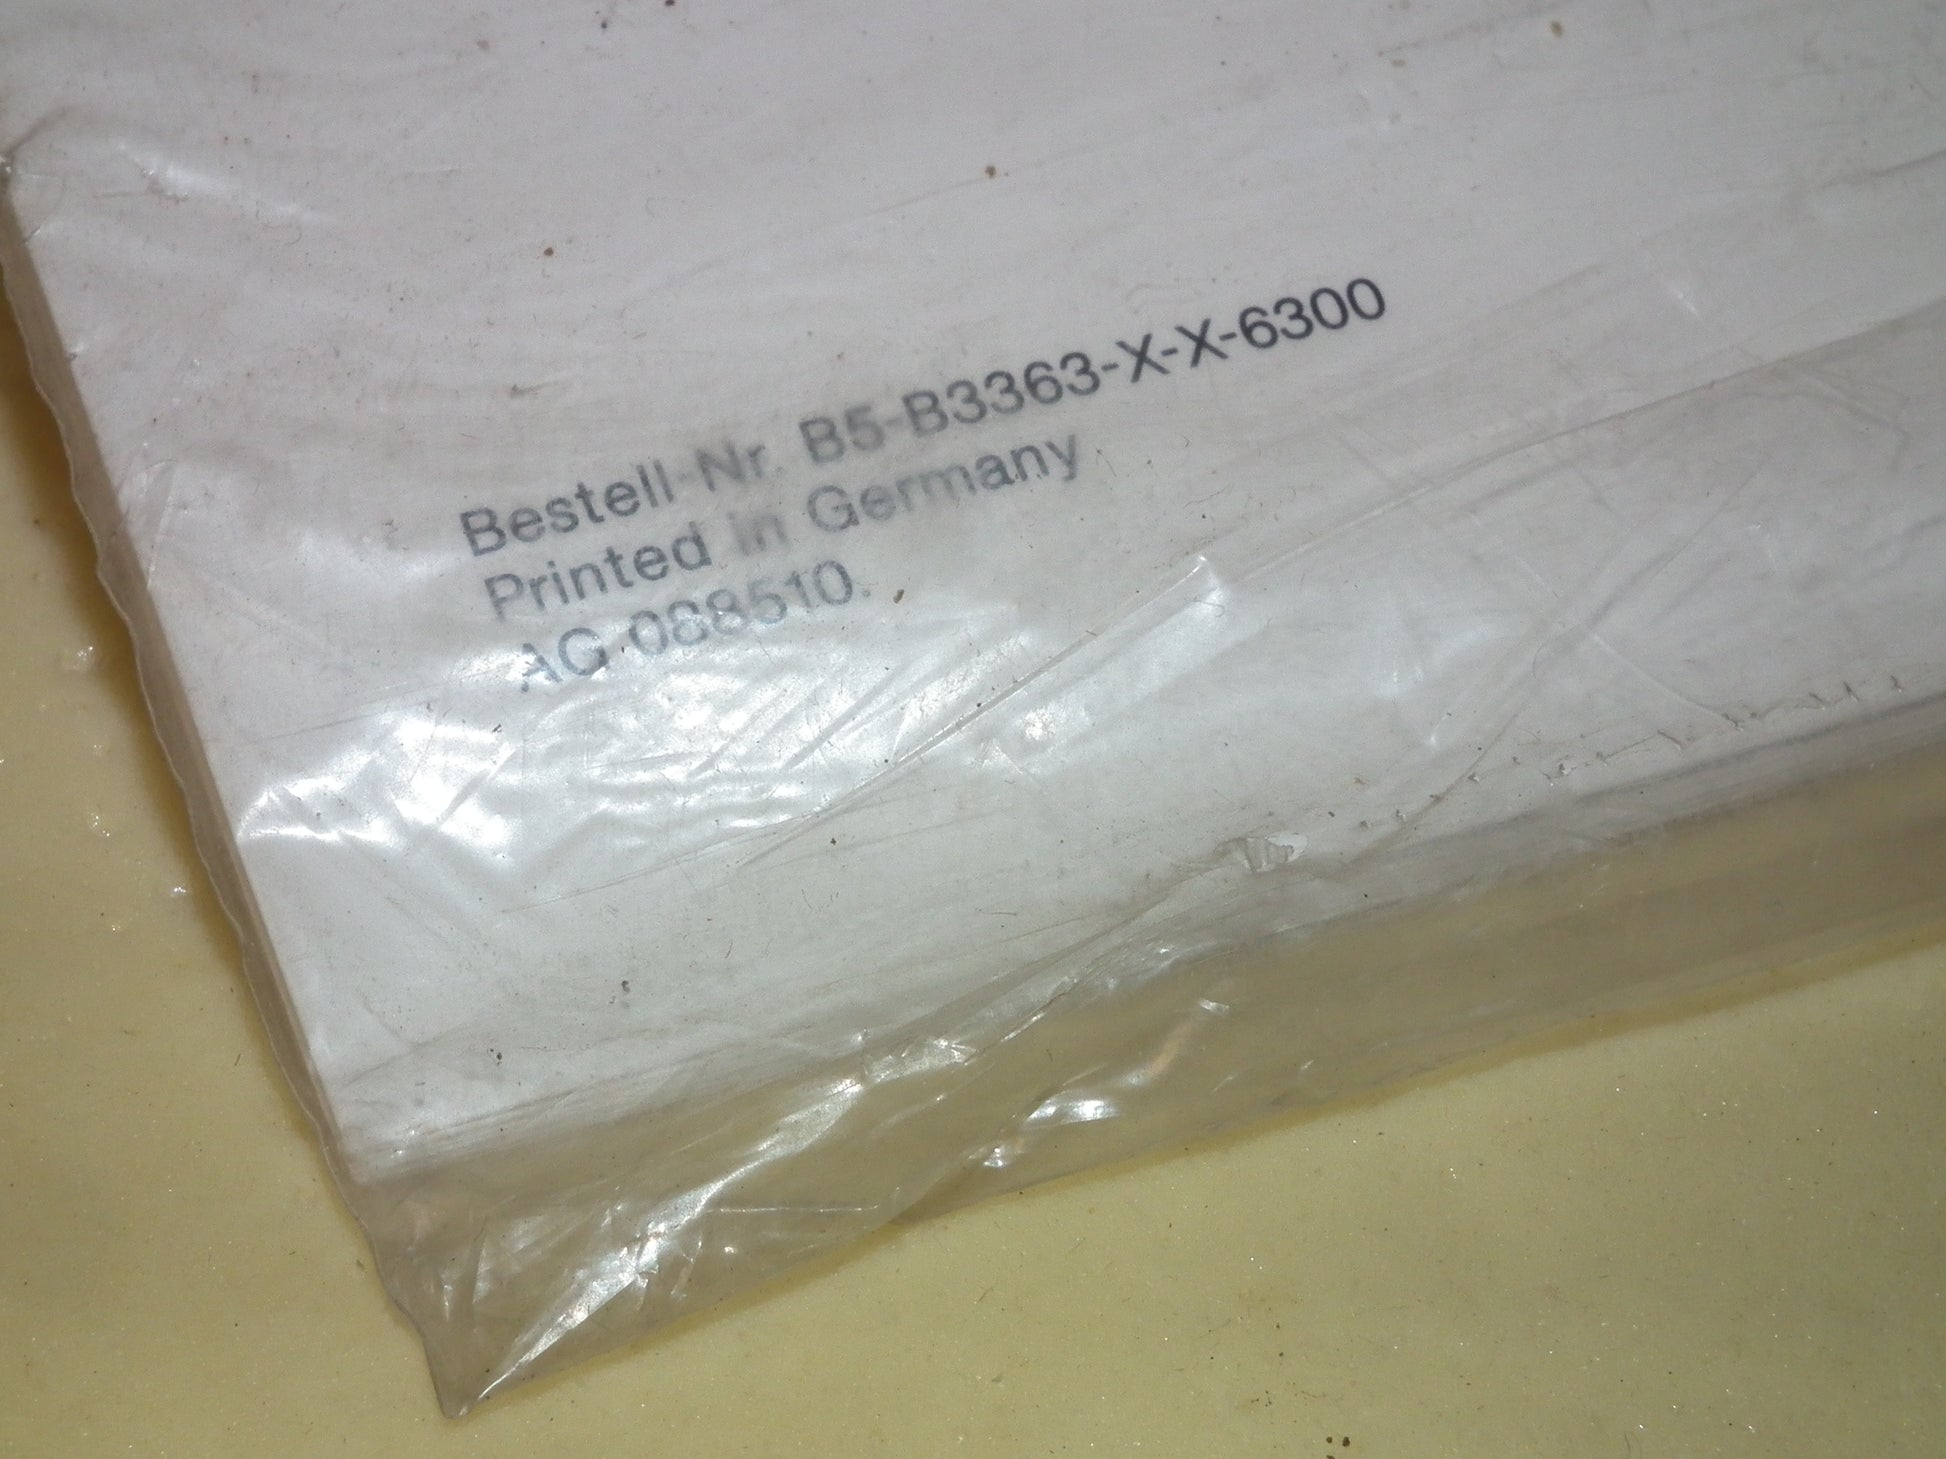 Bestell-Nr. B5-B3363-X-X-6300
Printed in Germany
AG 088510.